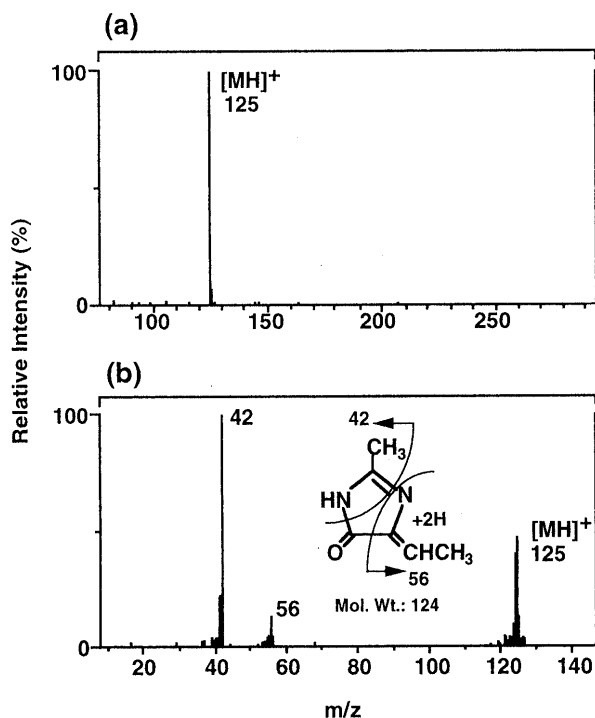 (a)
100
[MH]+
125
0
100
150
200
250
Relative Intensity (%)
(b)
100
42
42
CH3
HN
N
+2H
O
CHCH3
56
56
Mol. Wt.: 124
[MH]+
125
0
20
40
60
80
100
120
140
m/z